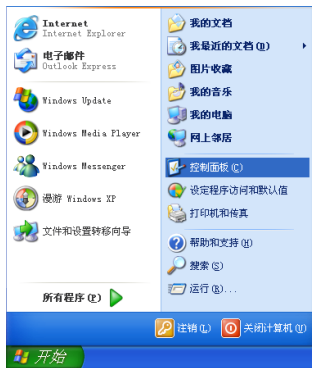 Internet
Internet Explorer
电子邮件
Outlook Express
Windows Update
Windows Media Player
Windows Messenger
漫游 Windows XP
文件和设置转移向导
所有程序(P)
我的文档
我最近的文档(D)
图片收藏
我的音乐
我的电脑
网上邻居
控制面板(C)
设定程序访问和默认值
打印机和传真
帮助和支持(H)
搜索(S)
运行(R)...
注销(L)
关闭计算机(U)
开始